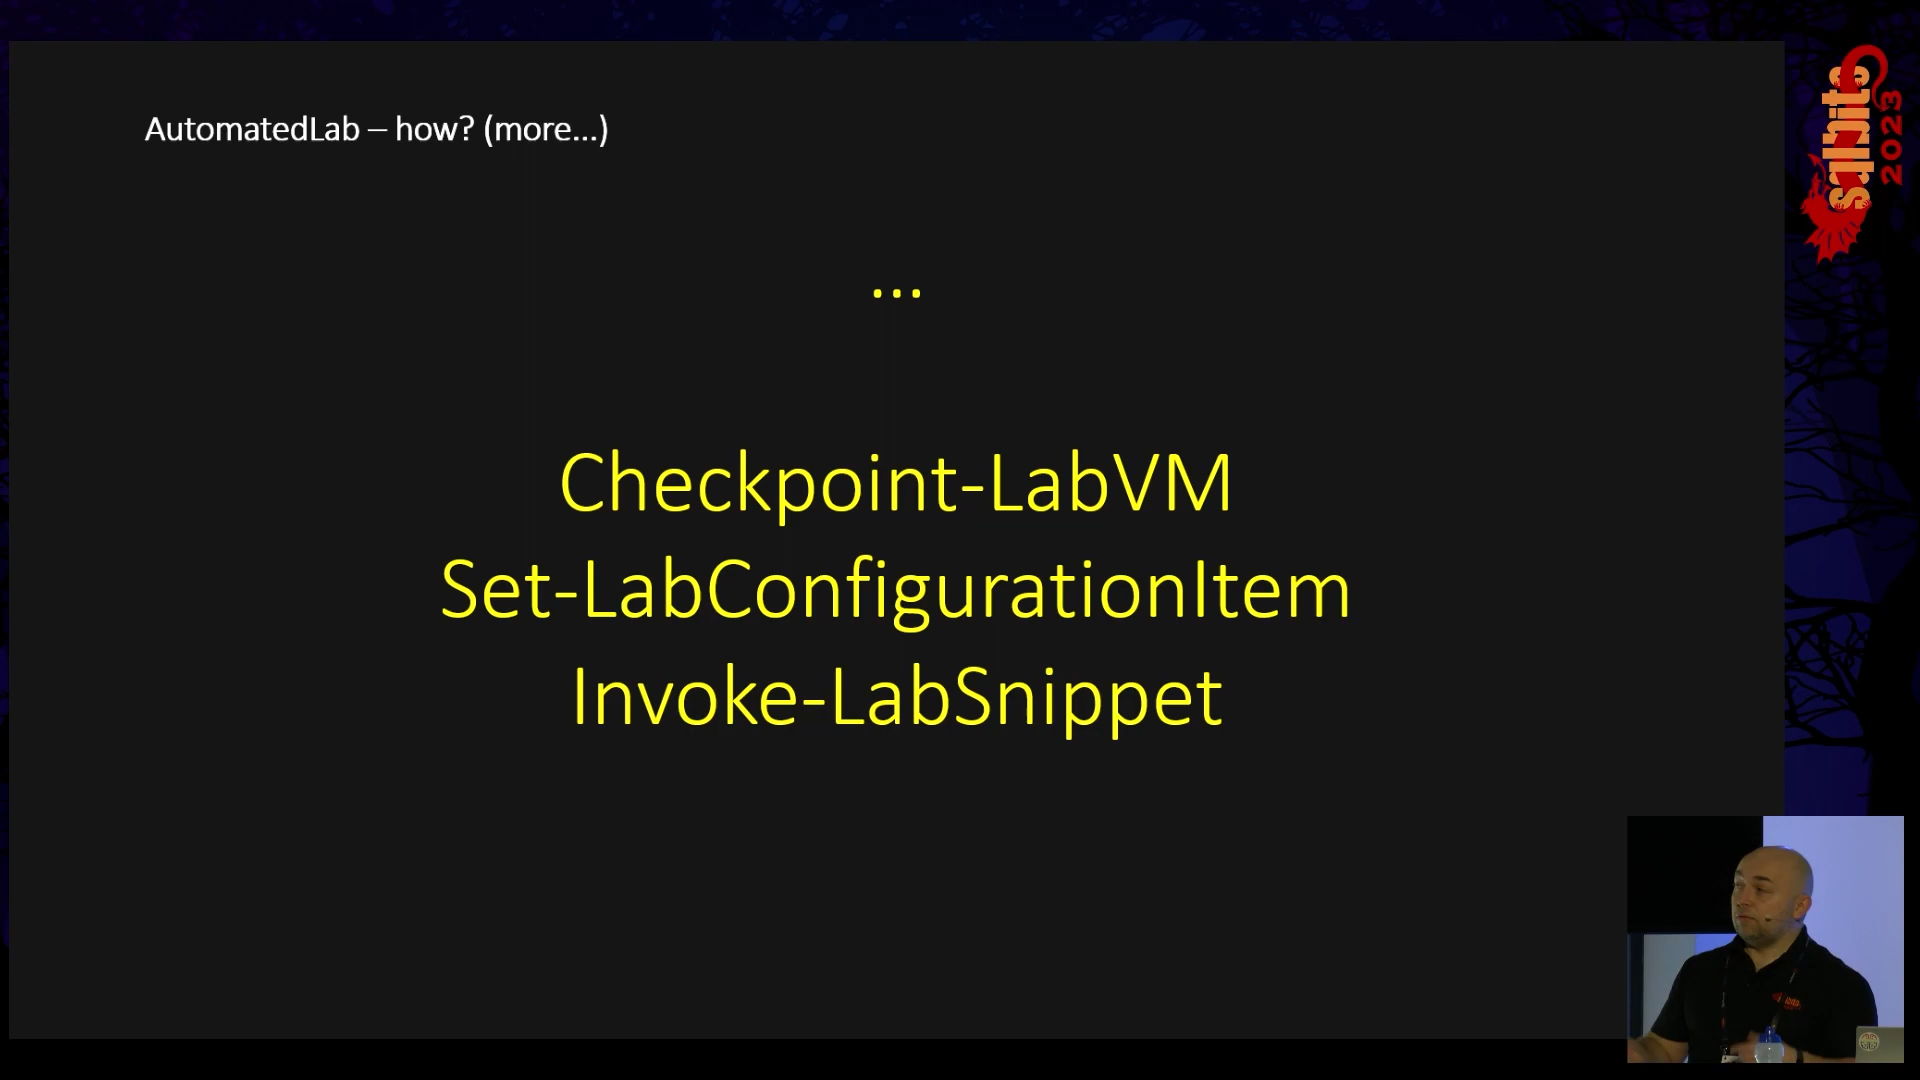 AutomatedLab – how? (more...)
...
Checkpoint-LabVM
Set-LabConfigurationItem
Invoke-LabSnippet
sqlbits
2023